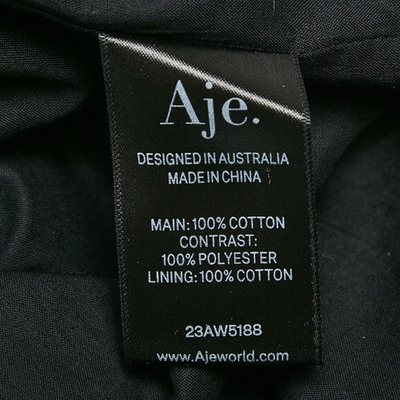 Aje.
DESIGNED IN AUSTRALIA
MADE IN CHINA
MAIN: 100% COTTON
CONTRAST:
100% POLYESTER
LINING: 100% COTTON
23AW5188
www.Ajeworld.com